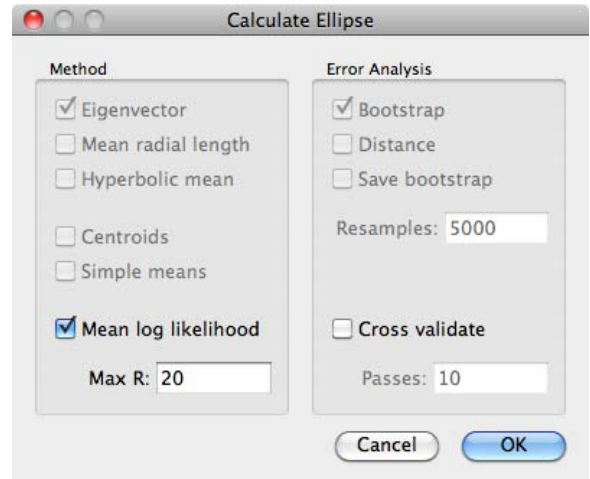 Calculate Ellipse
Method
Eigenvector
Mean radial length
Hyperbolic mean
Centroids
Simple means
Mean log likelihood
Max R: 20
Error Analysis
Bootstrap
Distance
Save bootstrap
Resamples: 5000
Cross validate
Passes: 10
Cancel
OK